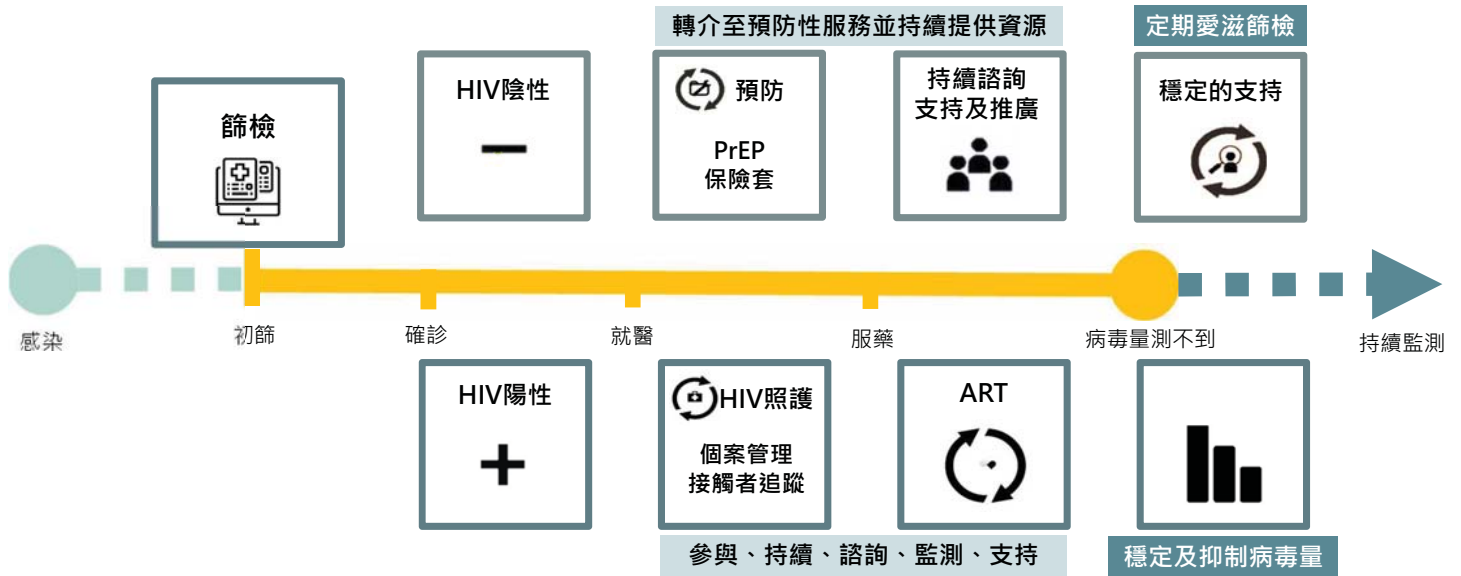 轉介至預防性服務並持續提供資源
定期愛滋篩檢
篩檢
HIV陰性
預防
PrEP
保險套
持續諮詢
支持及推廣
穩定的支持
感染
初篩
確診
就醫
服藥
病毒量測不到
持續監測
HIV陽性
HIV照護
個案管理
接觸者追蹤
ART
參與、持續、諮詢、監測、支持
穩定及抑制病毒量